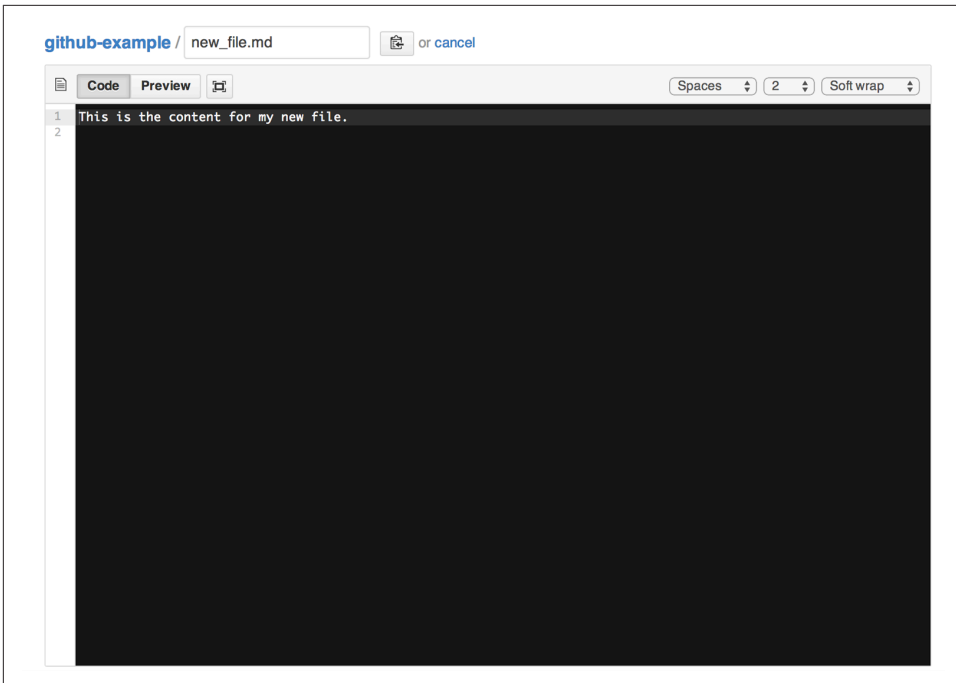 github-example / new_file.md or cancel
Code Preview Spaces 2 Soft wrap
1 This is the content for my new file.
2